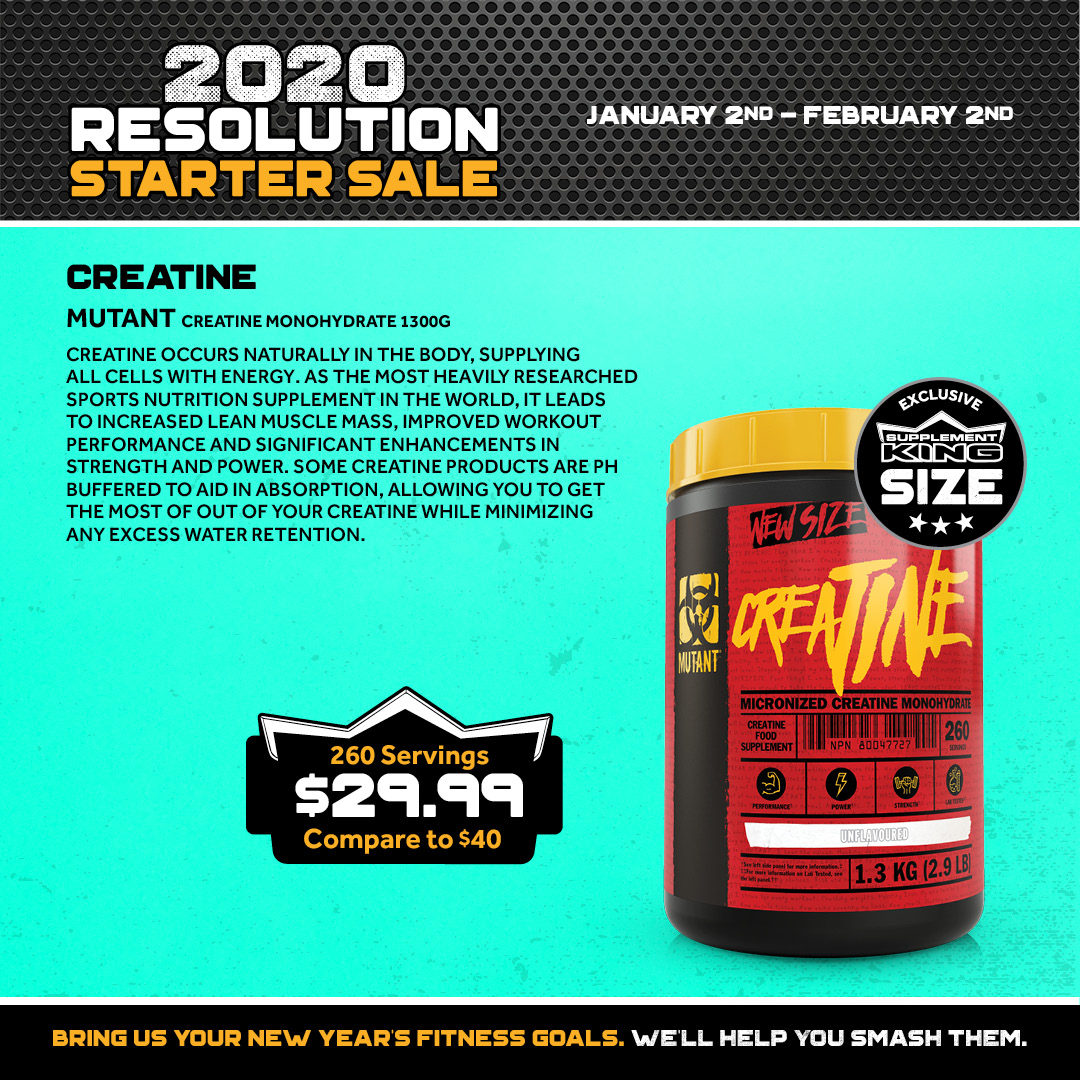 2020
RESOLUTION
STARTER SALE
JANUARY 2ND – FEBRUARY 2ND
CREATINE
MUTANT CREATINE MONOHYDRATE 1300G
CREATINE OCCURS NATURALLY IN THE BODY, SUPPLYING
ALL CELLS WITH ENERGY. AS THE MOST HEAVILY RESEARCHED
SPORTS NUTRITION SUPPLEMENT IN THE WORLD, IT LEADS
TO INCREASED LEAN MUSCLE MASS, IMPROVED WORKOUT
PERFORMANCE AND SIGNIFICANT ENHANCEMENTS IN
STRENGTH AND POWER. SOME CREATINE PRODUCTS ARE PH
BUFFERED TO AID IN ABSORPTION, ALLOWING YOU TO GET
THE MOST OF OUT OF YOUR CREATINE WHILE MINIMIZING
ANY EXCESS WATER RETENTION.
EXCLUSIVE
SUPPLEMENT
KING
SIZE
NEW SIZE
CREATINE
MUTANT
MICRONIZED CREATINE MONOHYDRATE
CREATINE
FOOD
SUPPLEMENT
NPN 80047727
260
SERVINGS
PERFORMANCE
POWER
STRENGTH
UNFLAVOURED
1.3 KG (2.9 LB)
260 Servings
$29.99
Compare to $40
BRING US YOUR NEW YEAR'S FITNESS GOALS. WE'LL HELP YOU SMASH THEM.